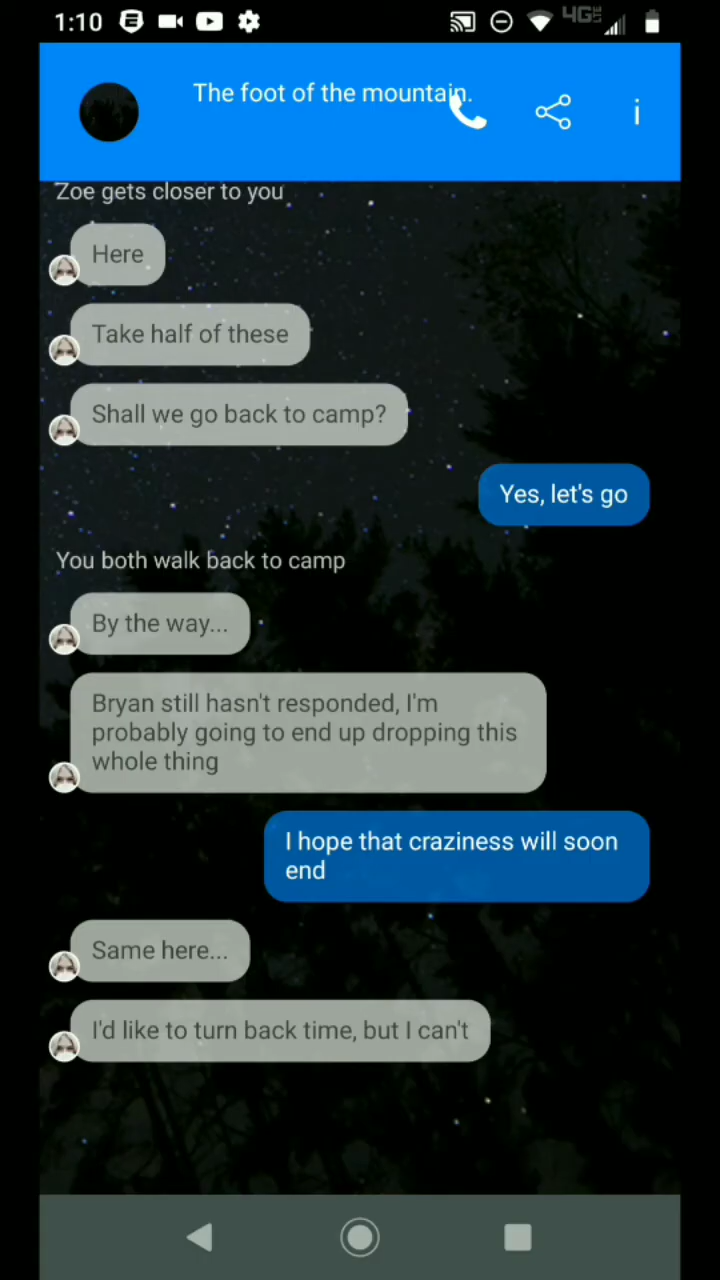 1:10
4G LTE
The foot of the mountain.
i
Zoe gets closer to you
Here
Take half of these
Shall we go back to camp?
Yes, let's go
You both walk back to camp
By the way...
Bryan still hasn't responded, I'm
probably going to end up dropping this
whole thing
I hope that craziness will soon
end
Same here...
I'd like to turn back time, but I can't